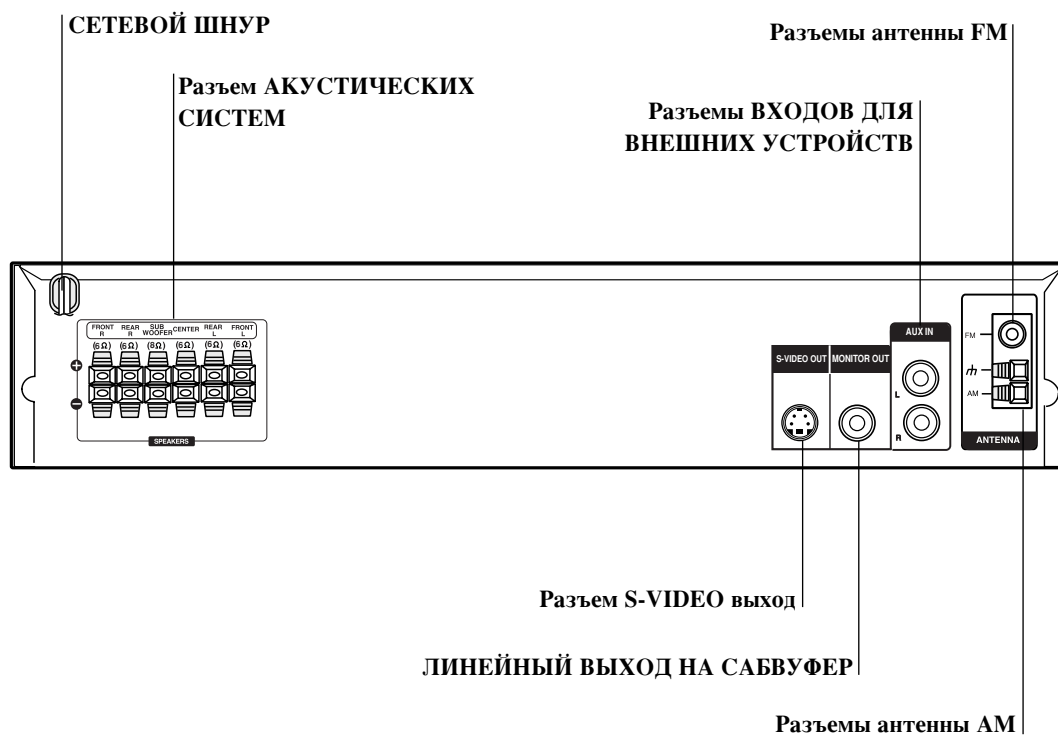 СЕТЕВОЙ ШНУР
Разъемы антенны FM
Разъем АКУСТИЧЕСКИХ
СИСТЕМ
Разъемы ВХОДОВ ДЛЯ
ВНЕШНИХ УСТРОЙСТВ
FRONT R
REAR R
SUB WOOFER
CENTER
REAR L
FRONT L
(6Ω) (6Ω) (8Ω) (6Ω) (6Ω) (6Ω)
+
−
SPEAKERS
S-VIDEO OUT
MONITOR OUT
AUX IN
L
R
FM
AM
ANTENNA
Разъем S-VIDEO выход
ЛИНЕЙНЫЙ ВЫХОД НА САБВУФЕР
Разъемы антенны AM